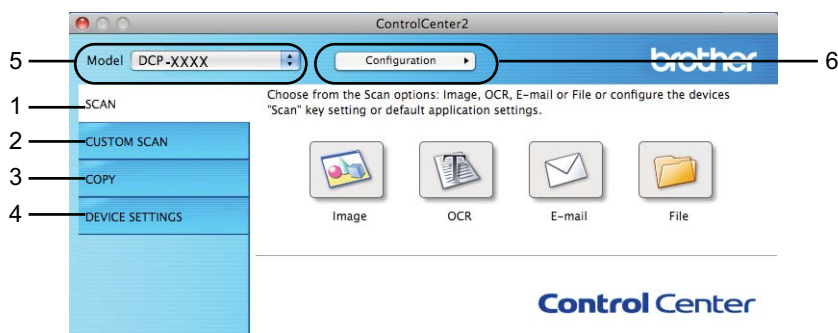 ControlCenter2
5 Model DCP-XXXX Configuration brother 6
Choose from the Scan options: Image, OCR, E-mail or File or configure the devices
"Scan" key setting or default application settings.
1 SCAN
2 CUSTOM SCAN
3 COPY
4 DEVICE SETTINGS
Image OCR E-mail File
Control Center